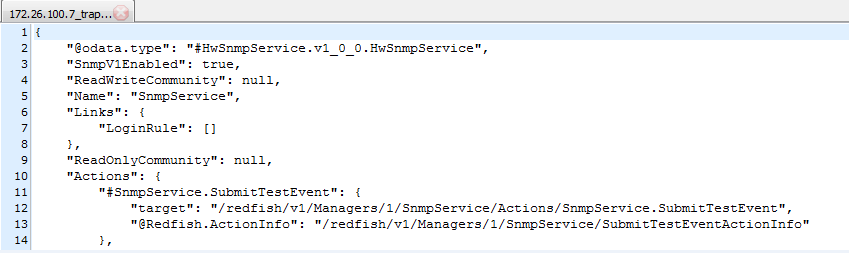 172.26.100.7_trap...
1 {
2 "@odata.type": "#HwSnmpService.v1_0_0.HwSnmpService",
3 "SnmpV1Enabled": true,
4 "ReadWriteCommunity": null,
5 "Name": "SnmpService",
6 "Links": {
7 "LoginRule": []
8 },
9 "ReadOnlyCommunity": null,
10 "Actions": {
11 "#SnmpService.SubmitTestEvent": {
12 "target": "/redfish/v1/Managers/1/SnmpService/Actions/SnmpService.SubmitTestEvent",
13 "@Redfish.ActionInfo": "/redfish/v1/Managers/1/SnmpService/SubmitTestEventActionInfo"
14 },